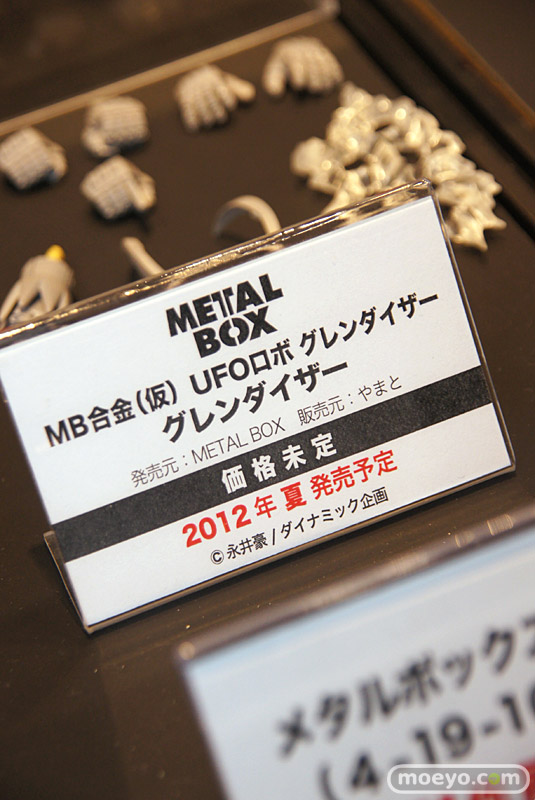 METAL
BOX
MB合金(仮) UFOロボ グレンダイザー
グレンダイザー
発売元:METAL BOX 販売元:やまと
価格未定
2012年 夏 発売予定
© 永井豪/ダイナミック企画
メタルボックス
(4-19-1
moeyo.com